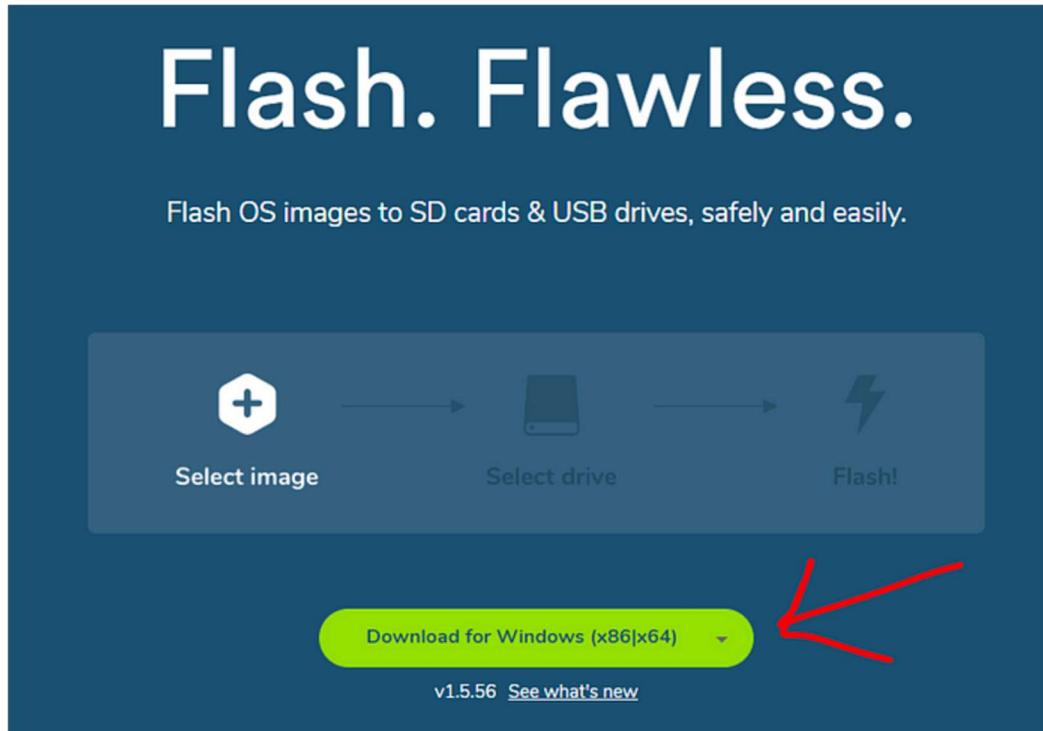 Flash. Flawless.
Flash OS images to SD cards & USB drives, safely and easily.
Select image
Select drive
Flash!
Download for Windows (x86|x64)
v1.5.56 See what's new